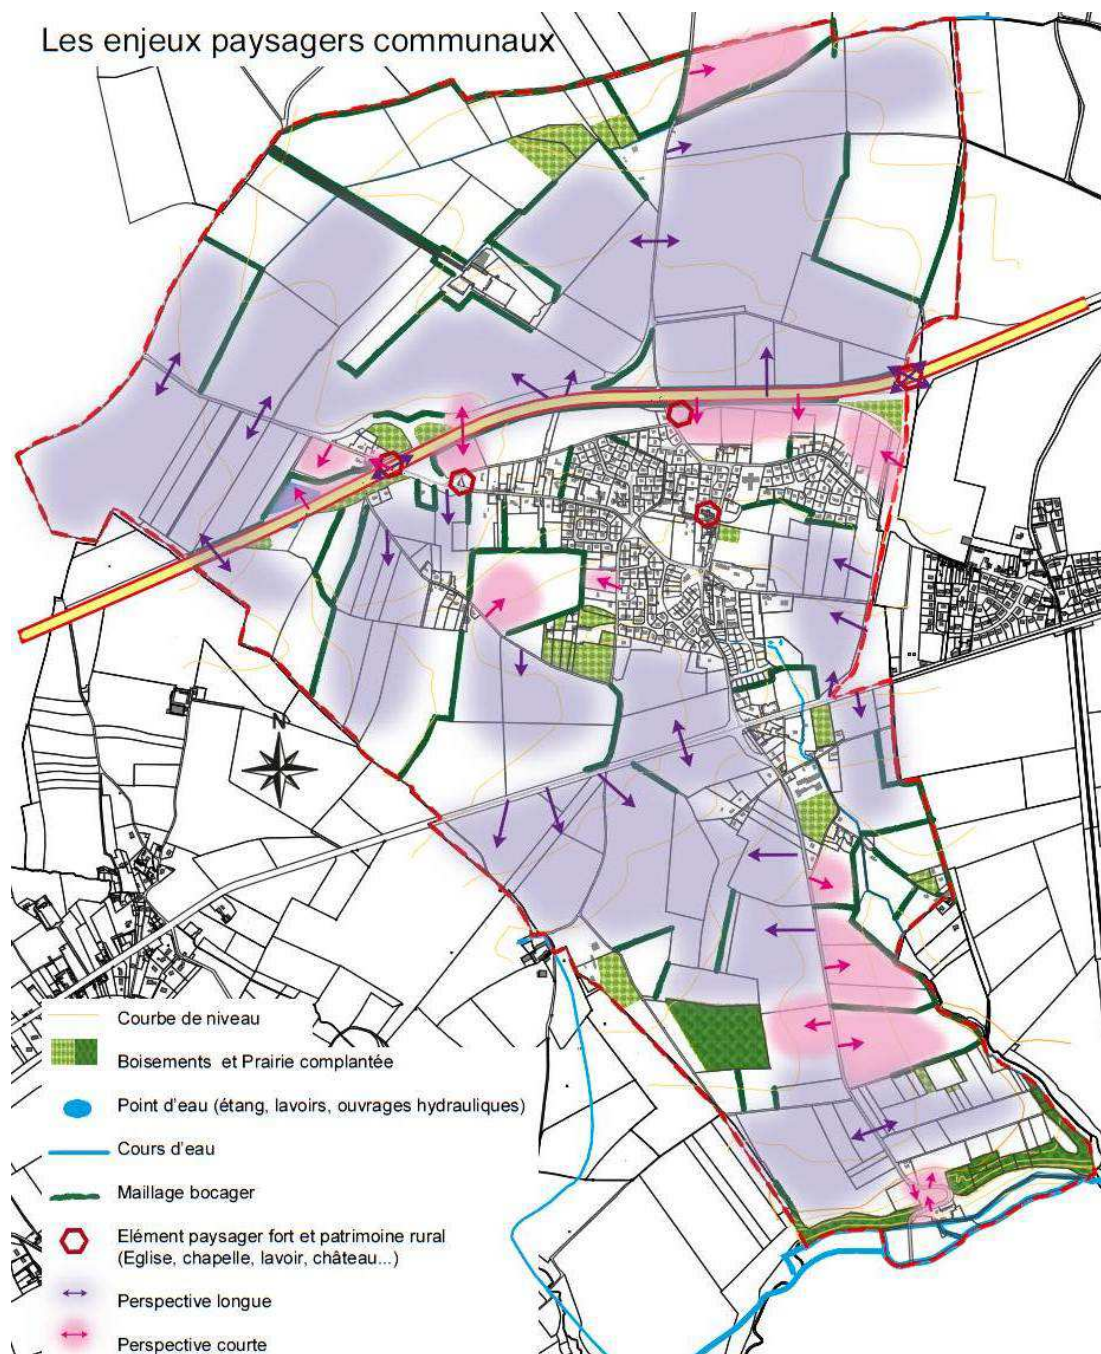 Les enjeux paysagers communaux
N
Courbe de niveau
Boisements et Prairie complantée
Point d'eau (étang, lavoirs, ouvrages hydrauliques)
Cours d'eau
Maillage bocager
Elément paysager fort et patrimoine rural
(Eglise, chapelle, lavoir, château...)
Perspective longue
Perspective courte